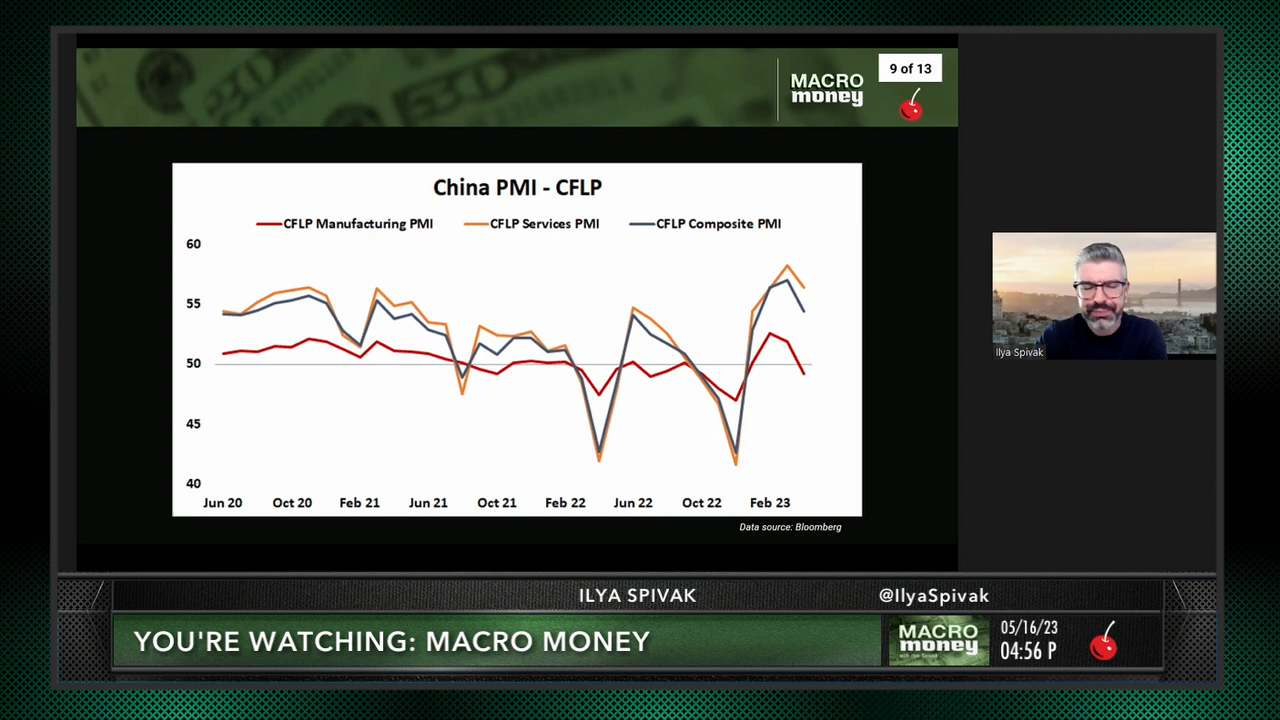 MACRO
money
9 of 13
China PMI - CFLP
CFLP Manufacturing PMI CFLP Services PMI CFLP Composite PMI
60
55
50
45
40
Jun 20 Oct 20 Feb 21 Jun 21 Oct 21 Feb 22 Jun 22 Oct 22 Feb 23
Data source: Bloomberg
Ilya Spivak
ILYA SPIVAK @IlyaSpivak
YOU'RE WATCHING: MACRO MONEY
MACRO
money
with Ilya Spivak
05/16/23
04:56 P